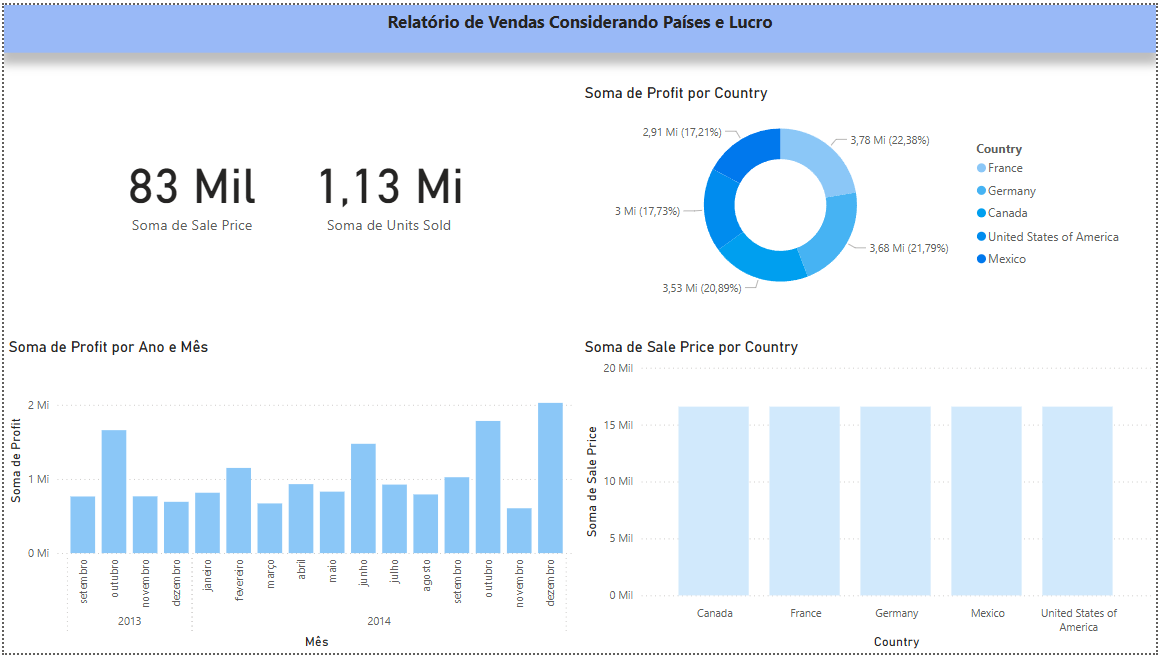 Relatório de Vendas Considerando Países e Lucro
83 Mil
Soma de Sale Price
1,13 Mi
Soma de Units Sold
Soma de Profit por Country
2,91 Mi (17,21%)
3,78 Mi (22,38%)
3 Mi (17,73%)
3,68 Mi (21,79%)
3,53 Mi (20,89%)
Country
France
Germany
Canada
United States of America
Mexico
Soma de Profit por Ano e Mês
Soma de Profit
2 Mi
1 Mi
0 Mi
setembro
outubro
novembro
dezembro
janeiro
fevereiro
março
abril
maio
junho
julho
agosto
setembro
outubro
novembro
dezembro
2013
2014
Mês
Soma de Sale Price por Country
Soma de Sale Price
20 Mil
15 Mil
10 Mil
5 Mil
0 Mil
Canada
France
Germany
Mexico
United States of
America
Country